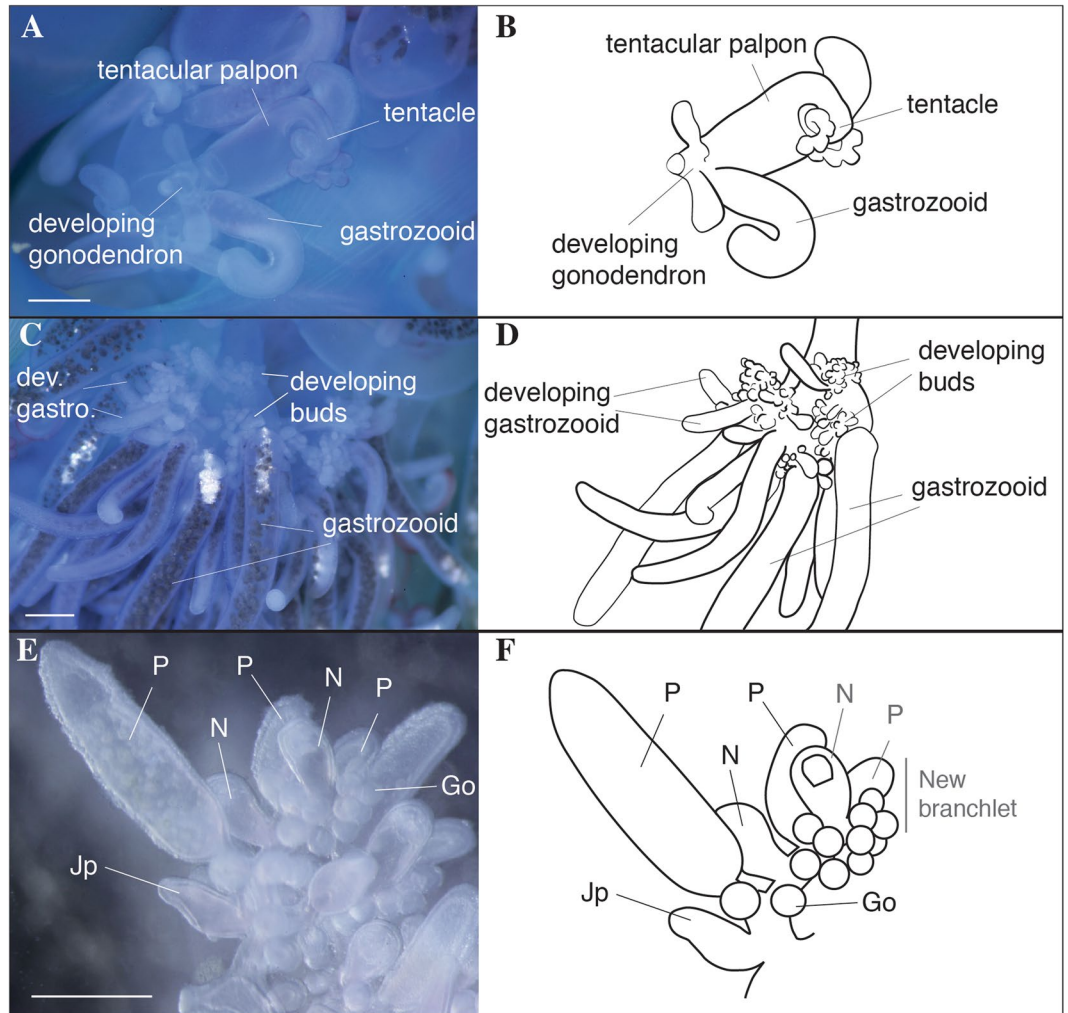 A
tentacular palpon
tentacle
developing
gonodendron
gastrozooid
B
tentacular palpon
tentacle
gastrozooid
developing
gonodendron
C
dev.
gastro.
developing
buds
gastrozooid
D
developing
gastrozooid
developing
buds
gastrozooid
E
P
P
N
P
N
Go
Jp
F
P
P
N
P
N
New
branchlet
Jp
Go